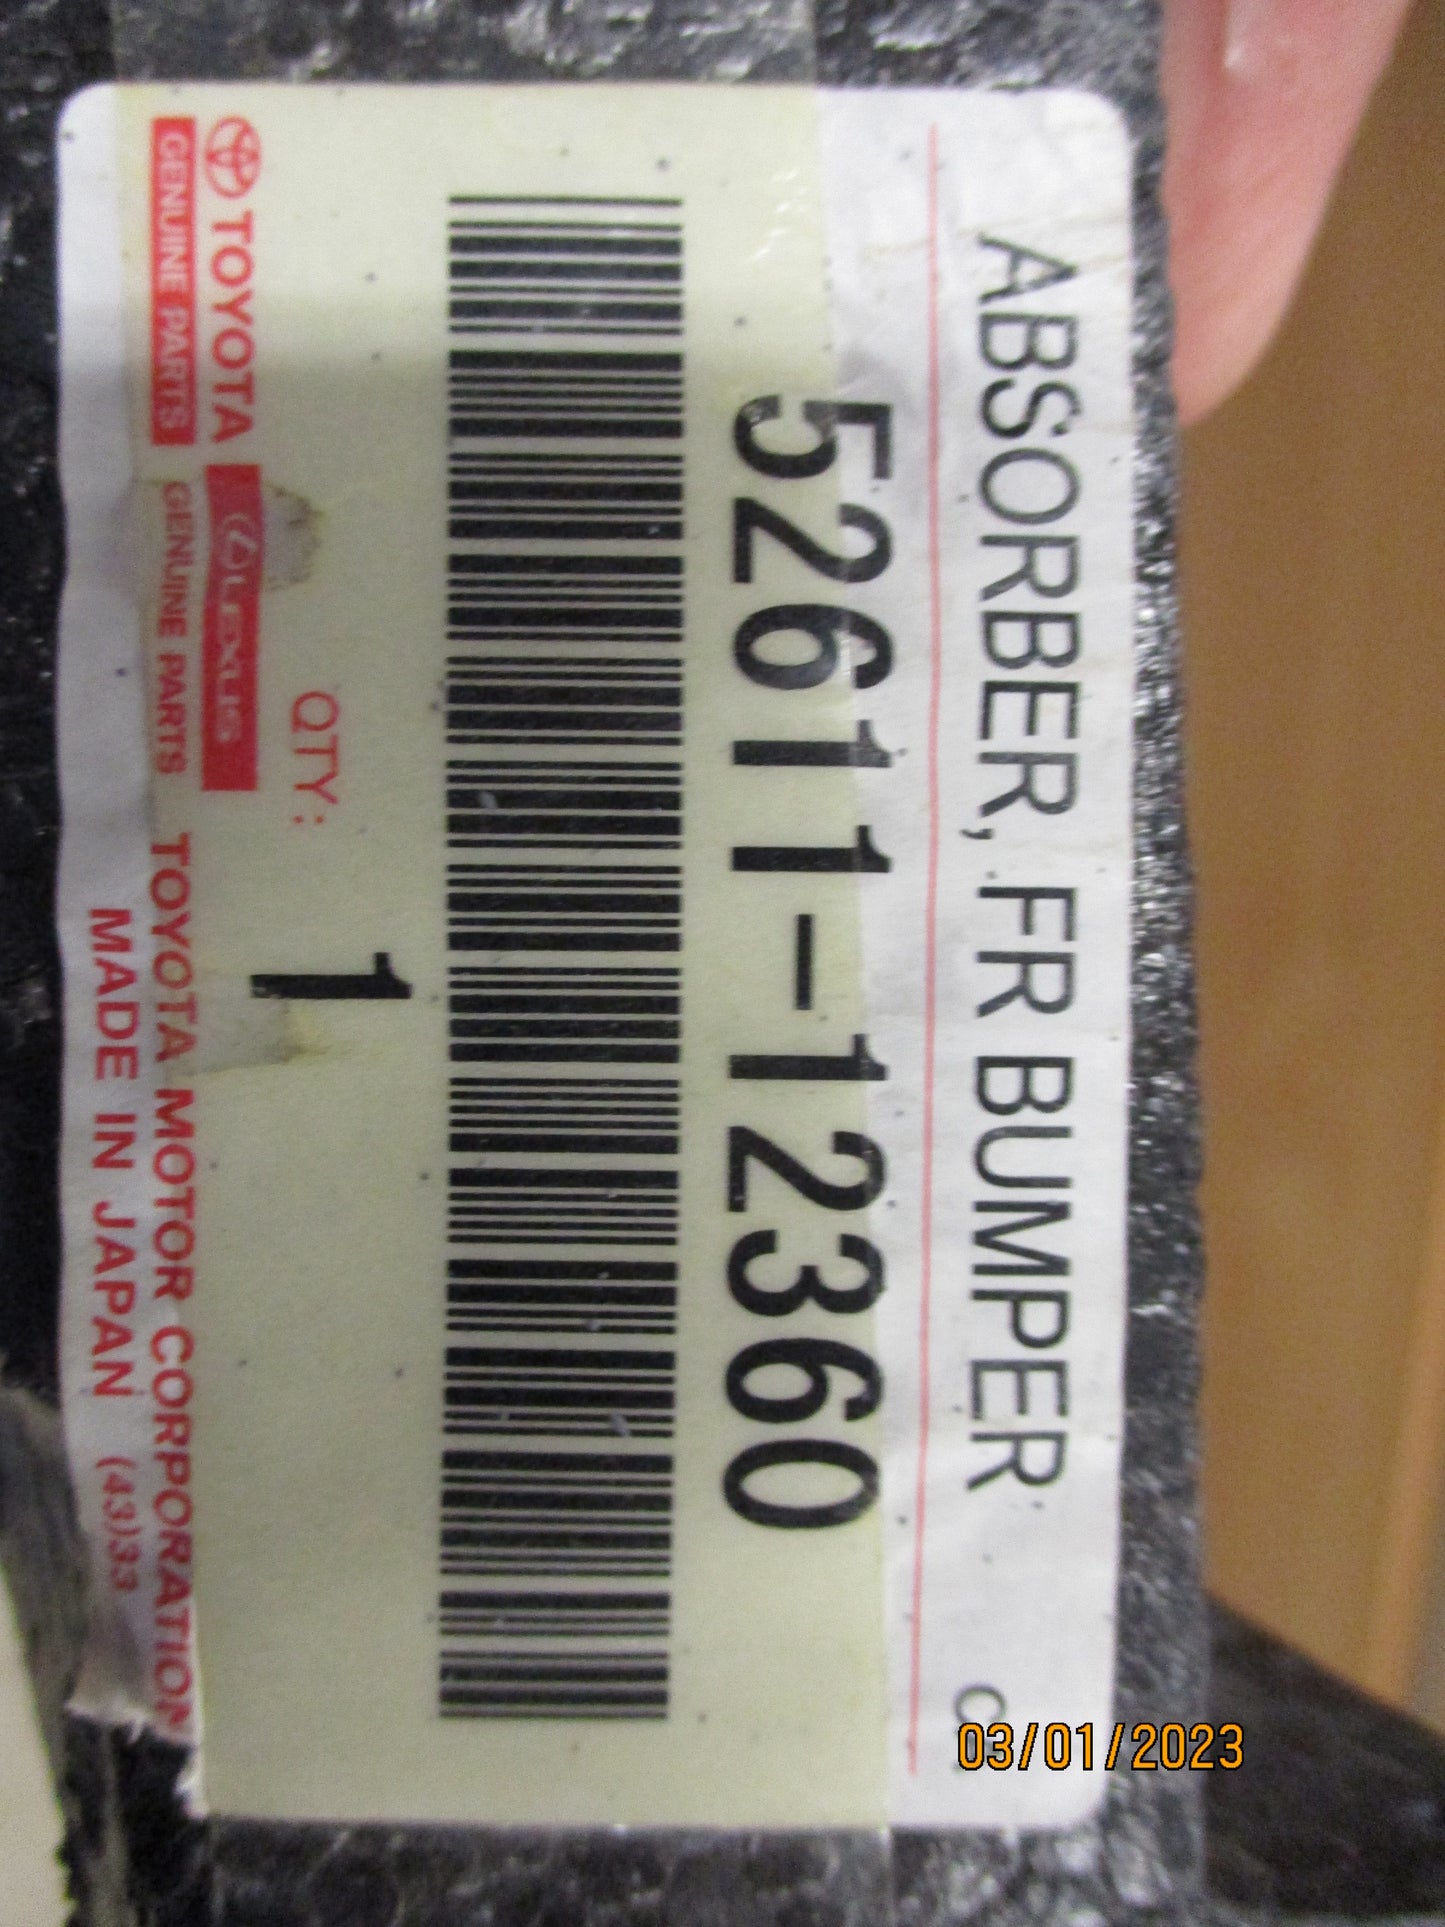 ABSORBER, FR BUMPER
52611-12360
QTY:
1
TOYOTA
GENUINE PARTS
LEXUS
GENUINE PARTS
TOYOTA MOTOR CORPORATION
MADE IN JAPAN (43)33
03/01/2023